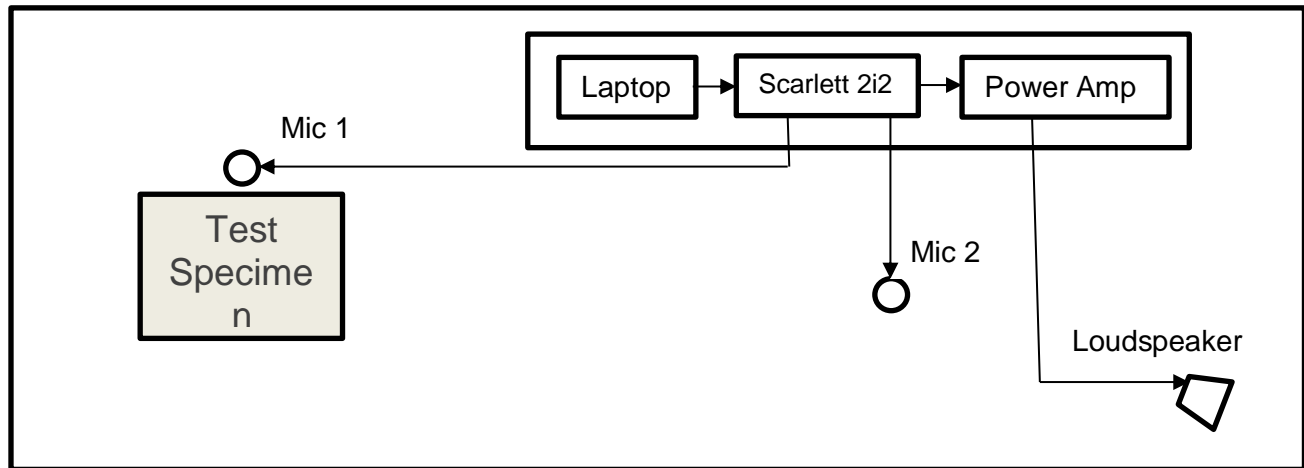 Laptop
Scarlett 2i2
Power Amp
Mic 1
Test
Specime
n
Mic 2
Loudspeaker